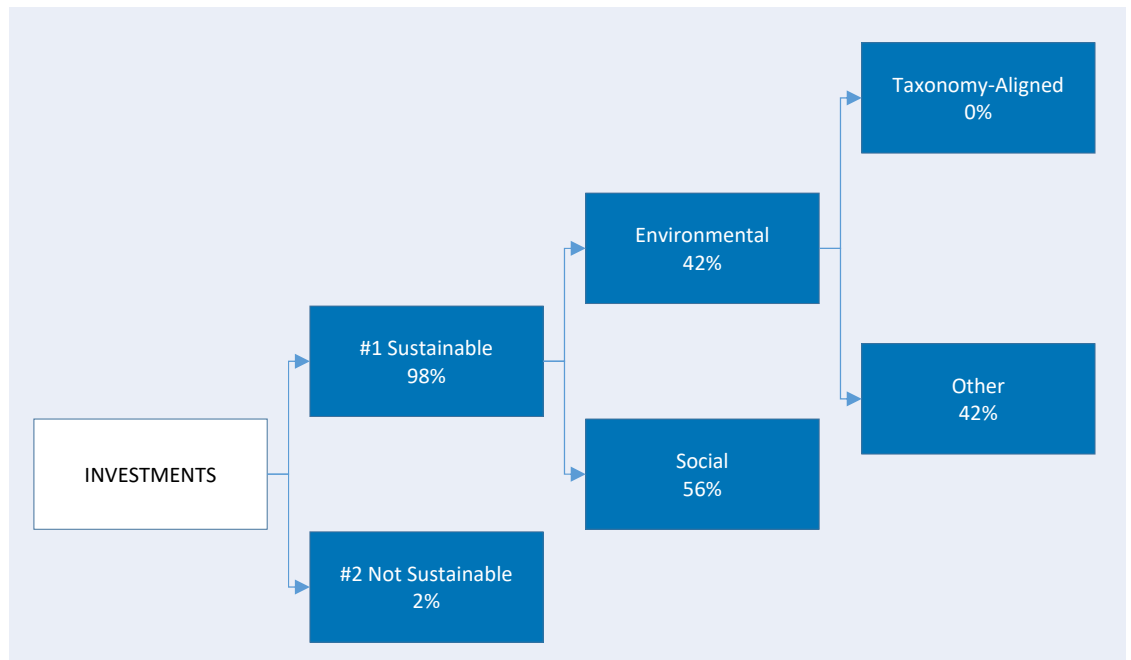 Taxonomy-Aligned
0%
Environmental
42%
#1 Sustainable
98%
Other
42%
INVESTMENTS
Social
56%
#2 Not Sustainable
2%